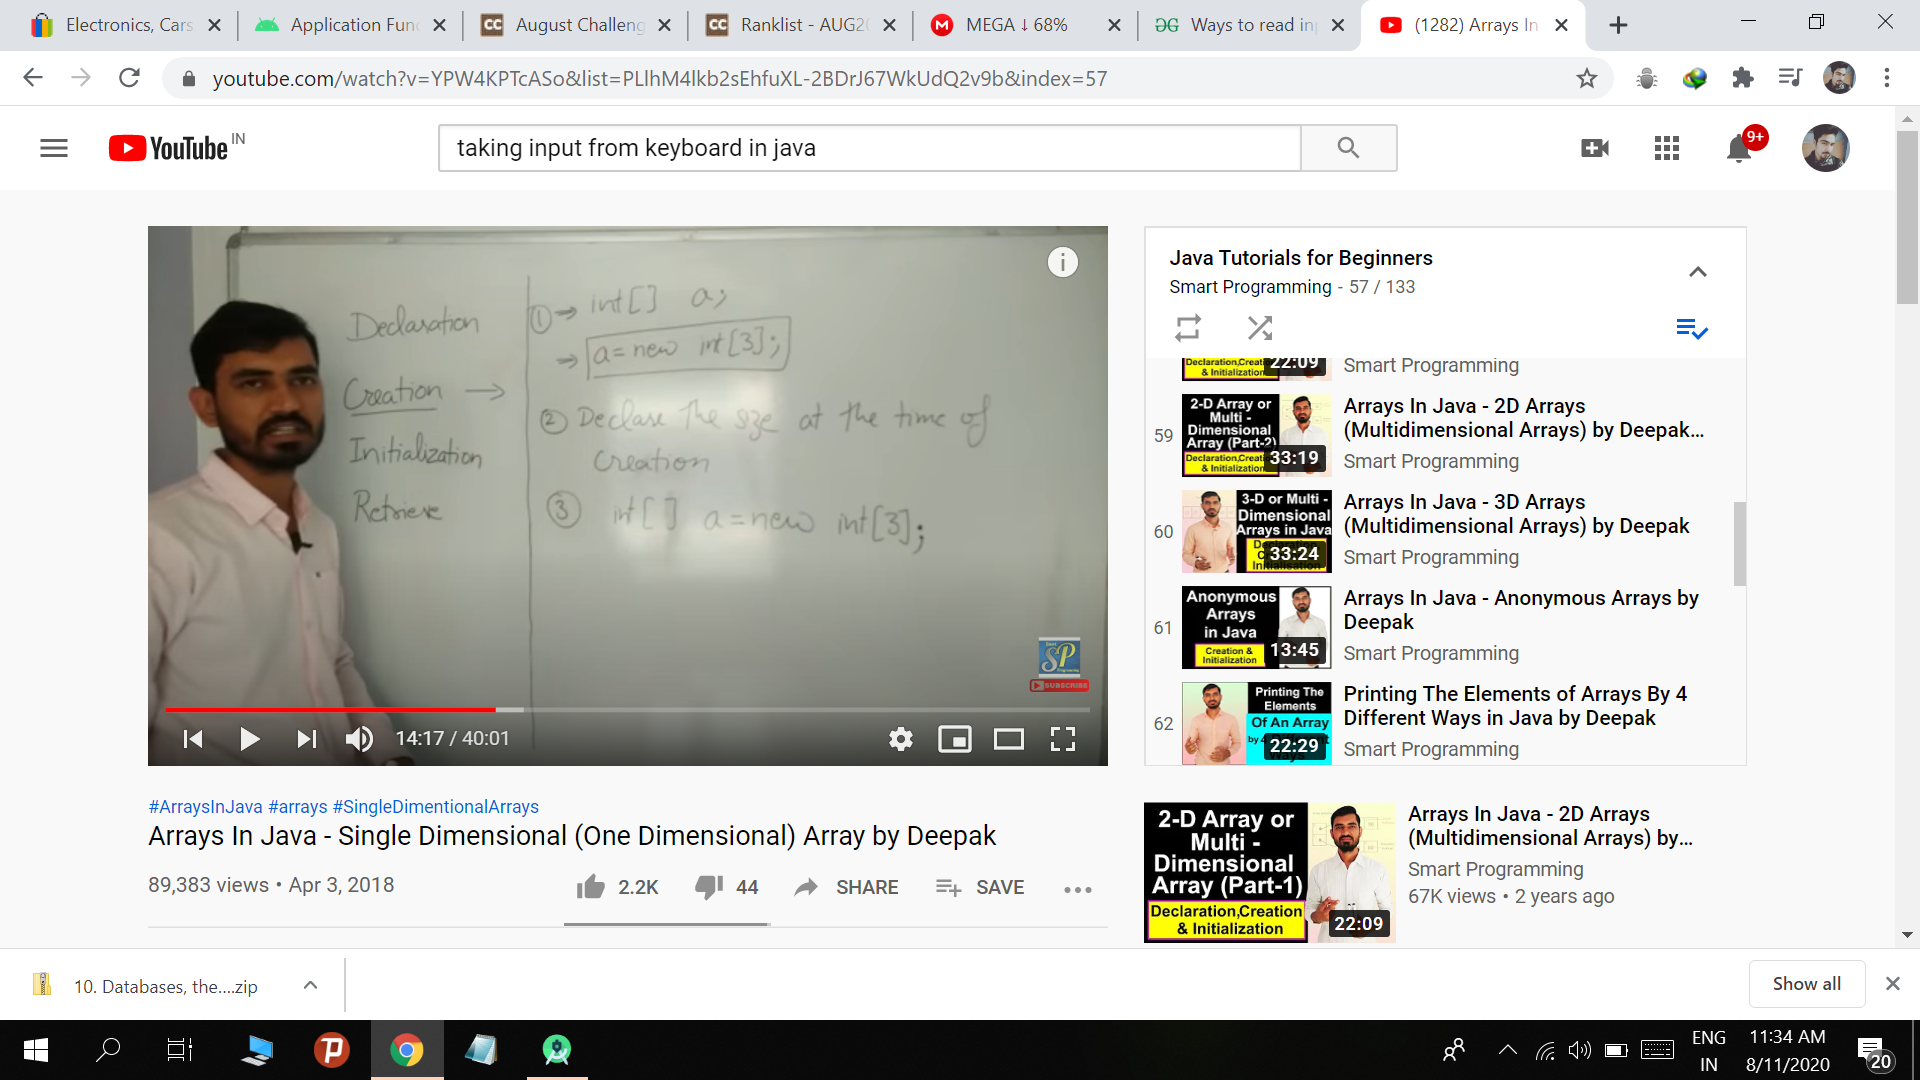 Electronics, Cars
Application Fun
August Challeng
Ranklist - AUG2
MEGA ↓ 68%
Ways to read in
(1282) Arrays In
youtube.com/watch?v=YPW4KPTcASo&list=PLlhM4lkb2sEhfuXL-2BDrJ67WkUdQ2v9b&index=57
YouTube IN
taking input from keyboard in java
9+
Declaration
Creation →
Initialization
Retrieve
① → int[] a;
→ a = new int[3];
② Declare the size at the time of
Creation
③ int[] a = new int[3];
SP
SUBSCRIBE
14:17 / 40:01
Java Tutorials for Beginners
Smart Programming - 57 / 133
Declaration,Creati
& Initialization
22:09
Smart Programming
59
2-D Array or
Multi -
Dimensional
Array (Part-2)
Declaration,Creati
& Initialization
33:19
Arrays In Java - 2D Arrays
(Multidimensional Arrays) by Deepak...
Smart Programming
60
3-D or Multi -
Dimensional
Arrays in Java
33:24
Arrays In Java - 3D Arrays
(Multidimensional Arrays) by Deepak
Smart Programming
61
Anonymous
Arrays
in Java
Creation &
Initialization
13:45
Arrays In Java - Anonymous Arrays by
Deepak
Smart Programming
62
Printing The
Elements
Of An Array
22:29
Printing The Elements of Arrays By 4
Different Ways in Java by Deepak
Smart Programming
#ArraysInJava #arrays #SingleDimentionalArrays
Arrays In Java - Single Dimensional (One Dimensional) Array by Deepak
89,383 views • Apr 3, 2018
2.2K
44
SHARE
SAVE
2-D Array or
Multi -
Dimensional
Array (Part-1)
Declaration,Creation
& Initialization
22:09
Arrays In Java - 2D Arrays
(Multidimensional Arrays) by...
Smart Programming
67K views • 2 years ago
10. Databases, the....zip
Show all
ENG
IN
11:34 AM
8/11/2020
20